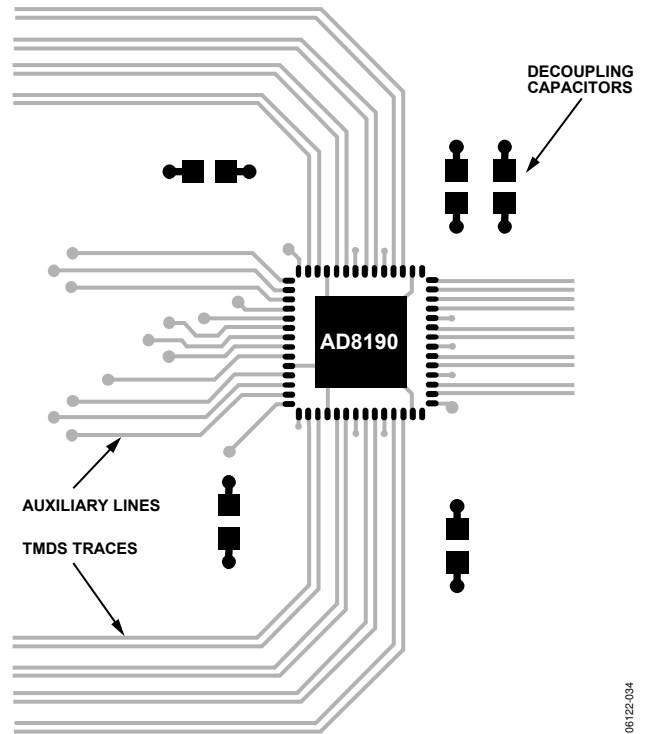 DECOUPLING
CAPACITORS
AD8190
AUXILIARY LINES
TMDS TRACES
06122-034